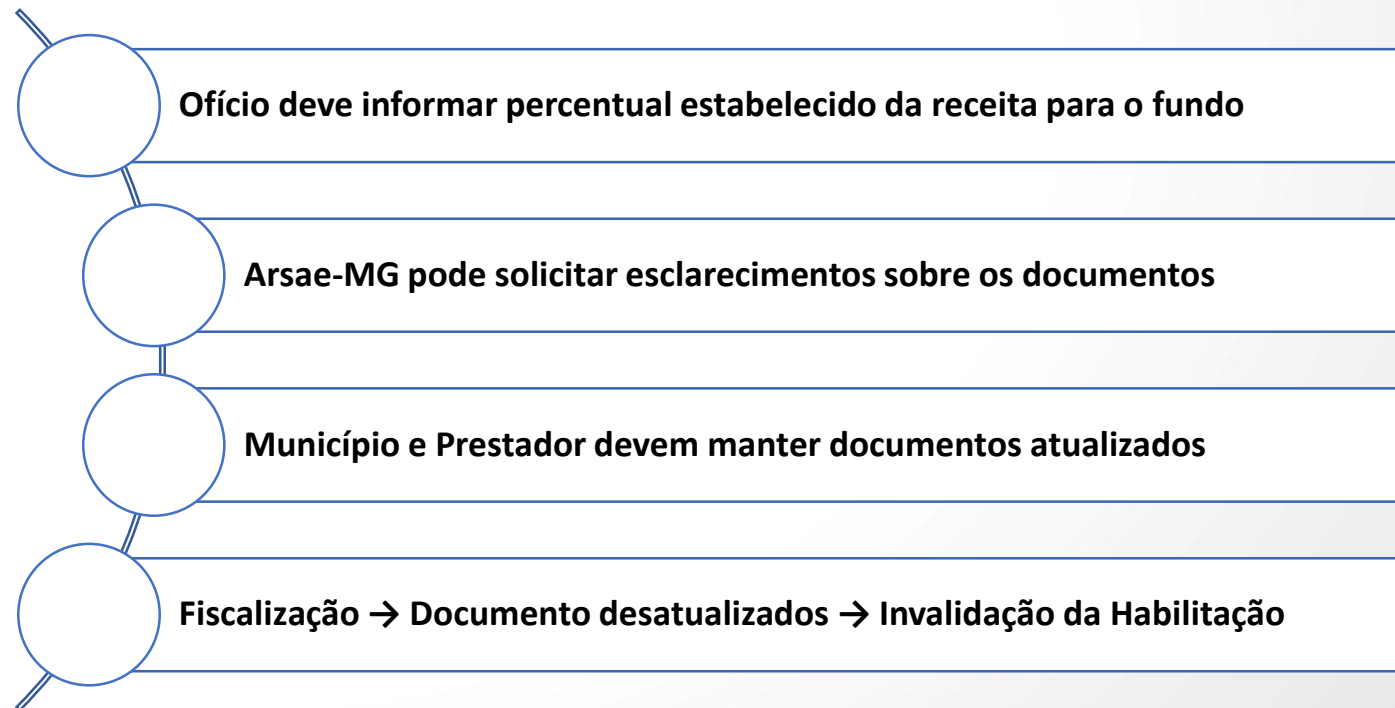 Ofício deve informar percentual estabelecido da receita para o fundo
Arsae-MG pode solicitar esclarecimentos sobre os documentos
Município e Prestador devem manter documentos atualizados
Fiscalização → Documento desatualizados → Invalidação da Habilitação